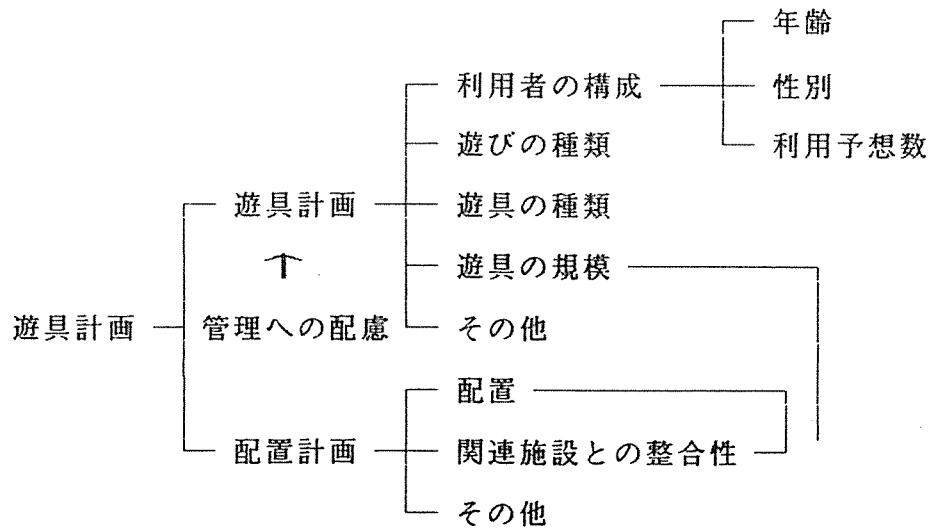 年齢
利用者の構成
性別
遊びの種類
利用予想数
遊具計画
遊具の種類
遊具の規模
遊具計画
管理への配慮
その他
配置
配置計画
関連施設との整合性
その他